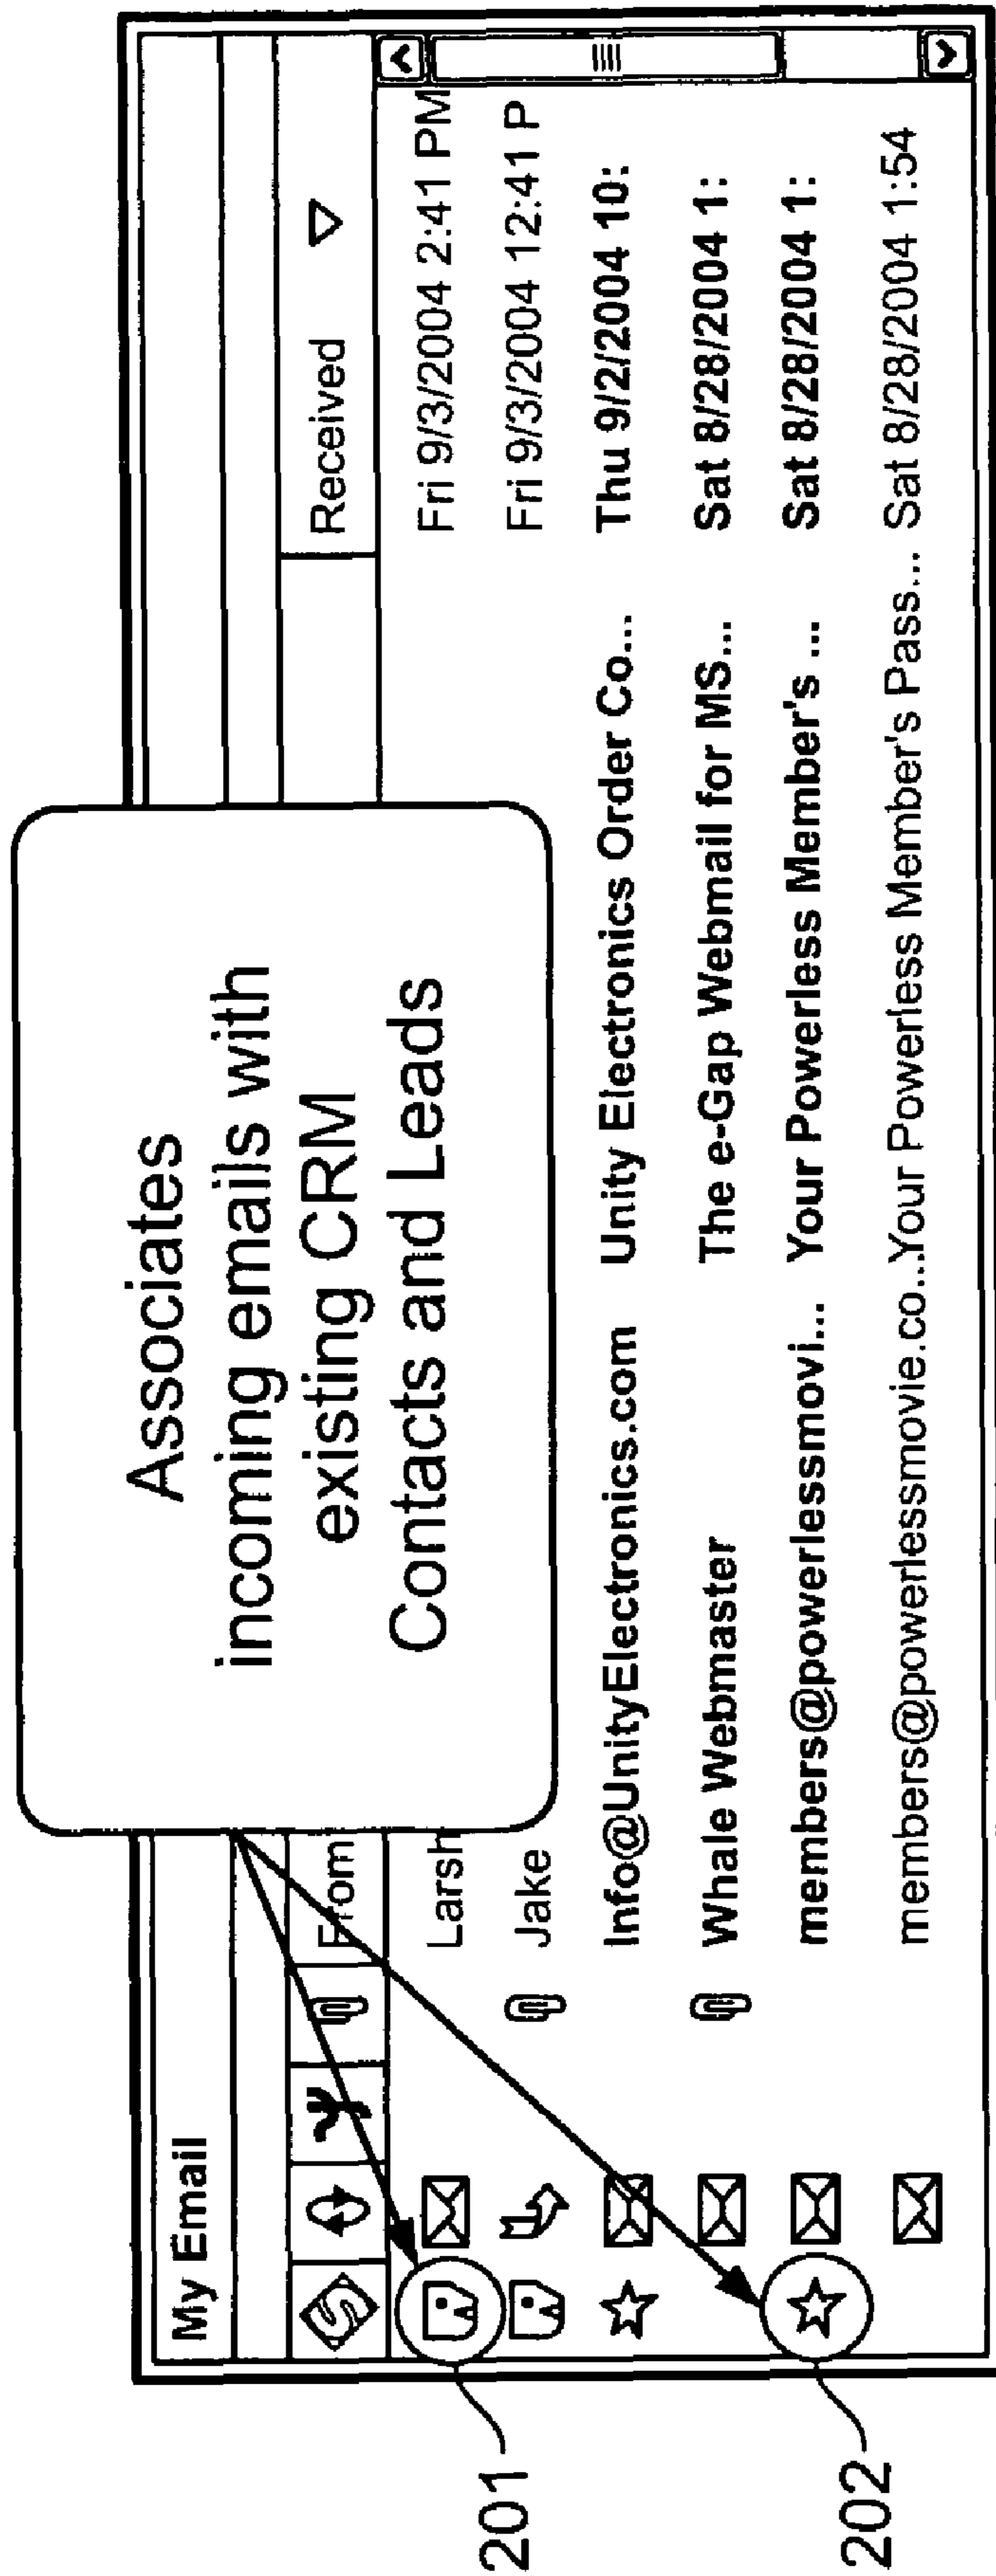 Associates
incoming emails with
existing CRM
Contacts and Leads
My Email
From Received
Larsh Fri 9/3/2004 2:41 PM
Jake Fri 9/3/2004 12:41 P
Info@UnityElectronics.com Unity Electronics Order Co... Thu 9/2/2004 10:
Whale Webmaster The e-Gap Webmail for MS... Sat 8/28/2004 1:
members@powerlessmovi... Your Powerless Member's ... Sat 8/28/2004 1:
members@powerlessmovie.co...Your Powerless Member's Pass... Sat 8/28/2004 1:54
201
202